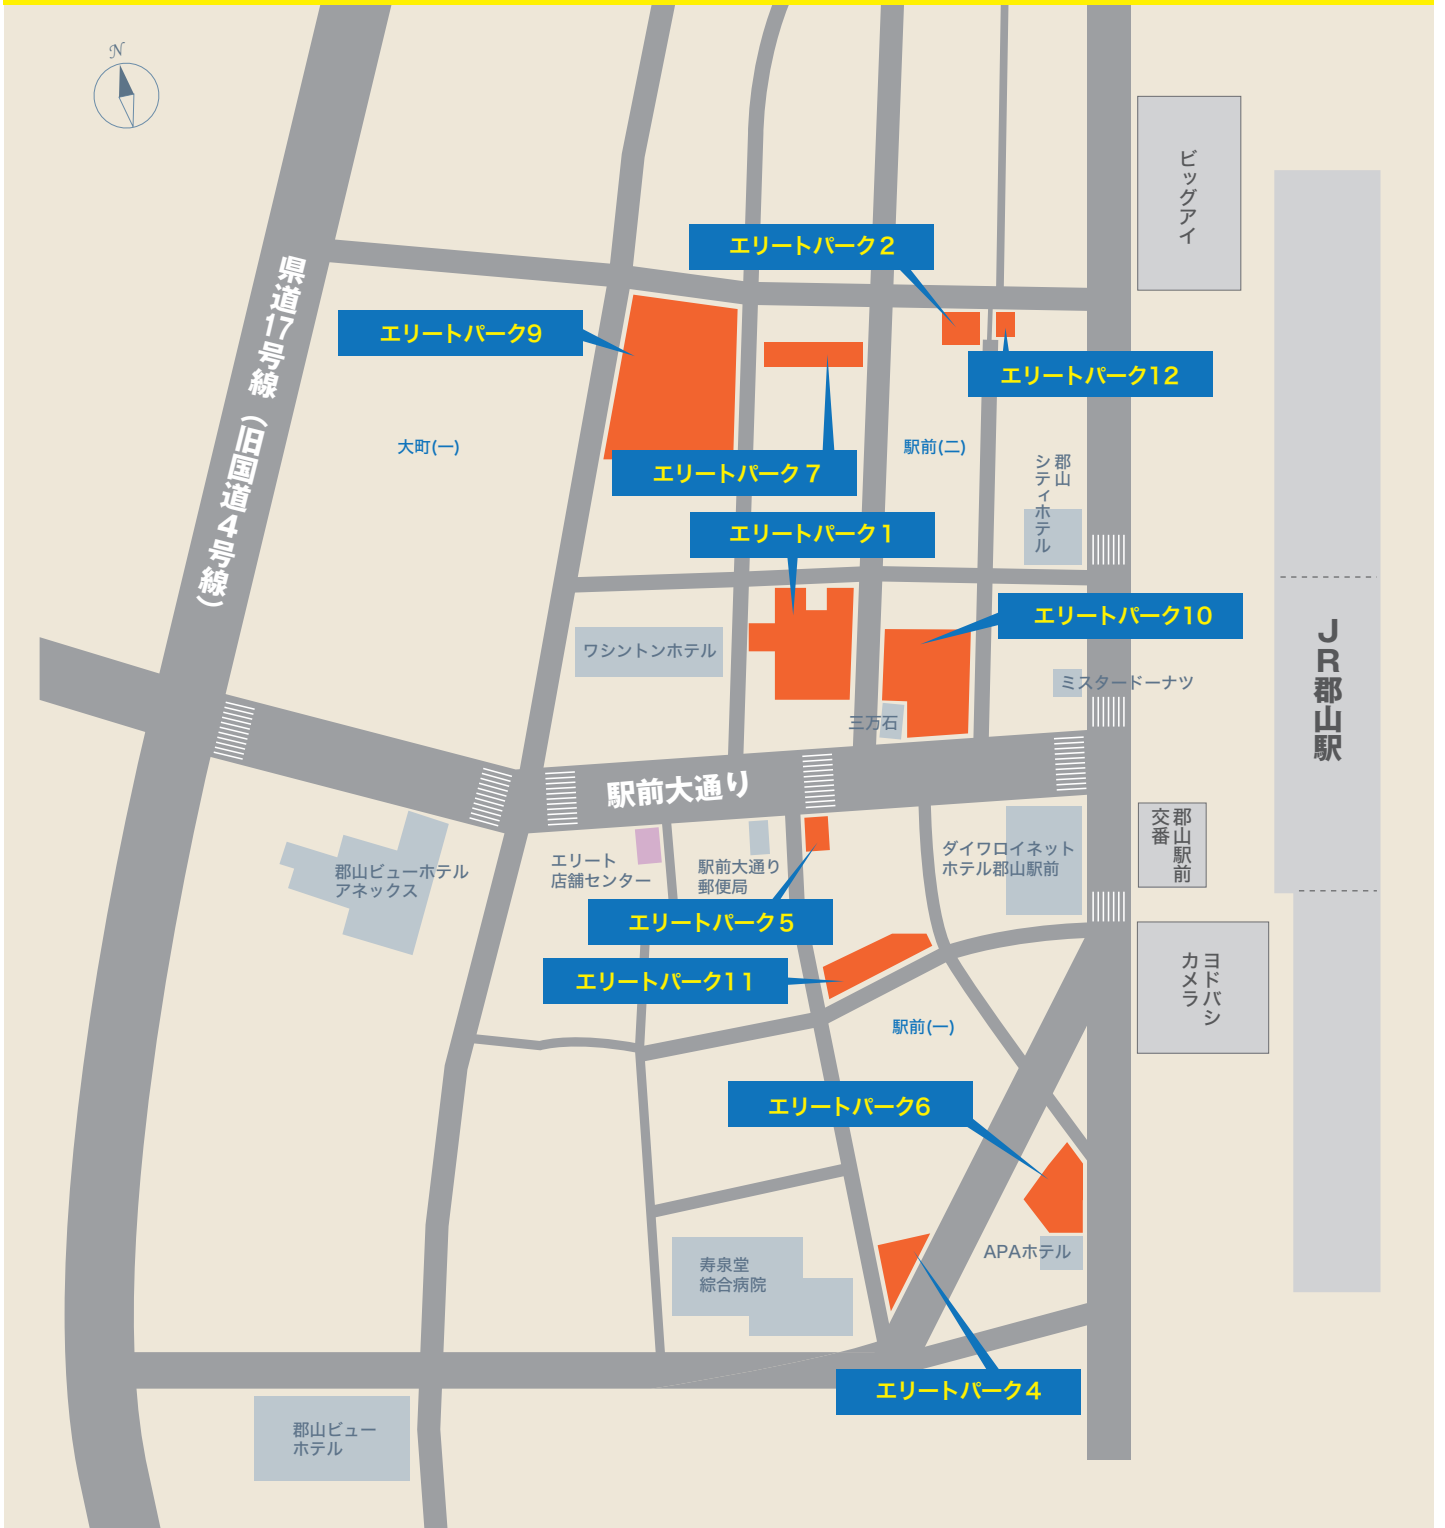 N
ビッグアイ
エリートパーク2
県道17号線(旧国道4号線)
エリートパーク9
エリートパーク12
大町(一)
エリートパーク7
駅前(二)
郡山
シティホテル
エリートパーク1
エリートパーク10
JR郡山駅
ワシントンホテル
ミスタードーナツ
三万石
駅前大通り
郡山駅前
交番
郡山ビューホテル
アネックス
エリート
店舗センター
駅前大通り
郵便局
ダイワロイネット
ホテル郡山駅前
エリートパーク5
エリートパーク11
ヨドバシ
カメラ
駅前(一)
エリートパーク6
APAホテル
寿泉堂
綜合病院
エリートパーク4
郡山ビュー
ホテル